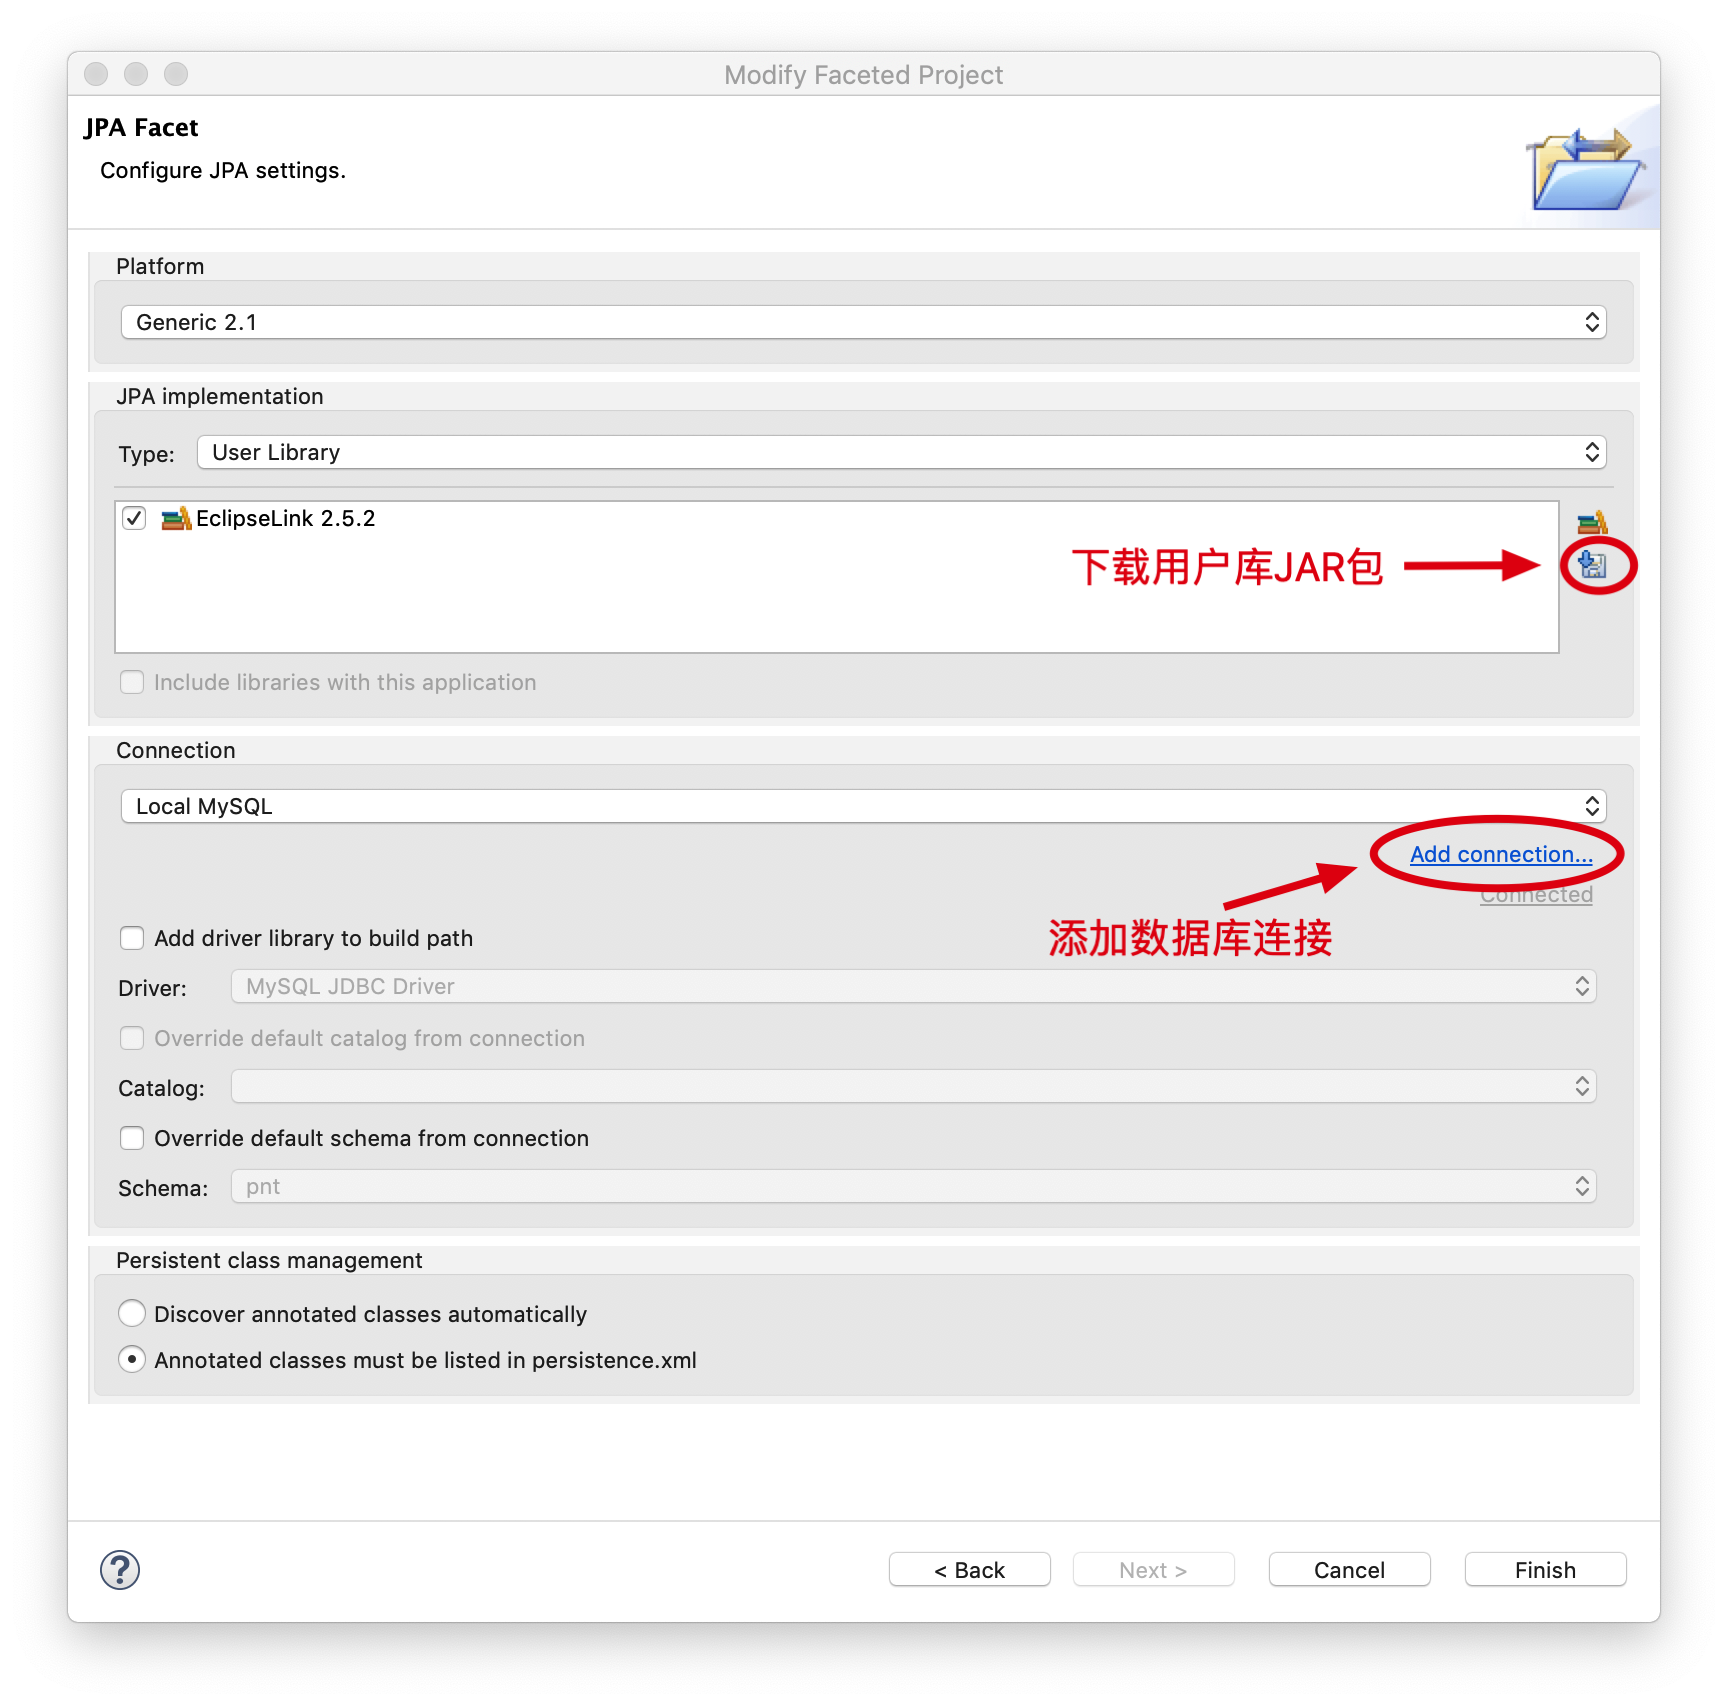 Modify Faceted Project
JPA Facet
Configure JPA settings.
Platform
Generic 2.1
JPA implementation
Type: User Library
EclipseLink 2.5.2
下载用户库JAR包
Include libraries with this application
Connection
Local MySQL
Add connection...
Connected
添加数据库连接
Add driver library to build path
Driver: MySQL JDBC Driver
Override default catalog from connection
Catalog:
Override default schema from connection
Schema: pnt
Persistent class management
Discover annotated classes automatically
Annotated classes must be listed in persistence.xml
? < Back Next > Cancel Finish